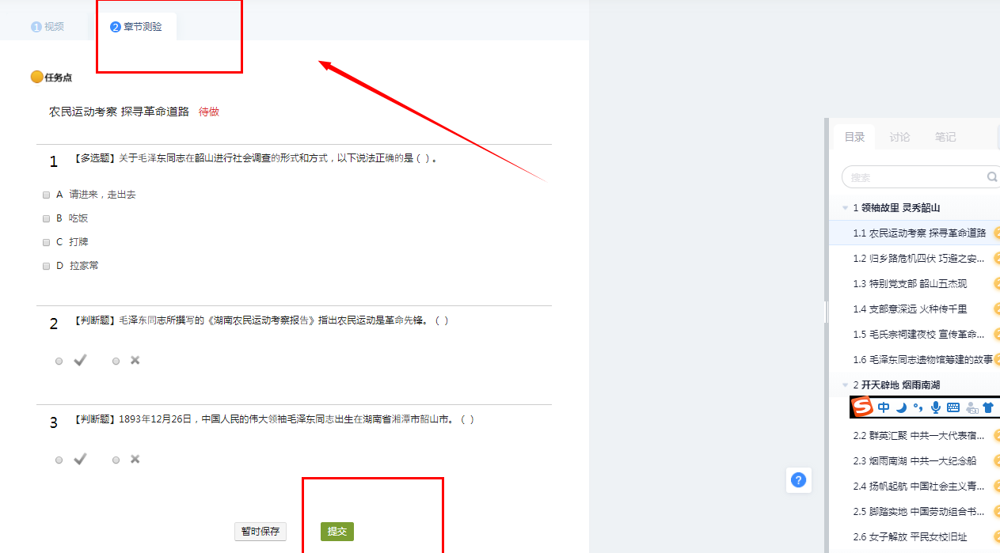 1 视频
2 章节测验
任务点
农民运动考察 探寻革命道路 待做
1 【多选题】关于毛泽东同志在韶山进行社会调查的形式和方式，以下说法正确的是（ ）。
A 请进来，走出去
B 吃饭
C 打牌
D 拉家常
2 【判断题】毛泽东同志所撰写的《湖南农民运动考察报告》指出农民运动是革命先锋。（ ）
3 【判断题】1893年12月26日，中国人民的伟大领袖毛泽东同志出生在湖南省湘潭市韶山市。（ ）
暂时保存 提交
?
目录 讨论 笔记
搜索
1 领袖故里 灵秀韶山
1.1 农民运动考察 探寻革命道路
1.2 归乡路危机四伏 巧避之安...
1.3 特别党支部 韶山五杰现
1.4 支部意深远 火种传千里
1.5 毛氏宗祠建夜校 宣传革命...
1.6 毛泽东同志遗物馆筹建的故事
2 开天辟地 烟雨南湖
S 中
2.2 群英汇聚 中共一大代表宿...
2.3 烟雨南湖 中共一大纪念船
2.4 扬帆起航 中国社会主义青...
2.5 脚踏实地 中国劳动组合书...
2.6 女子解放 平民女校旧址